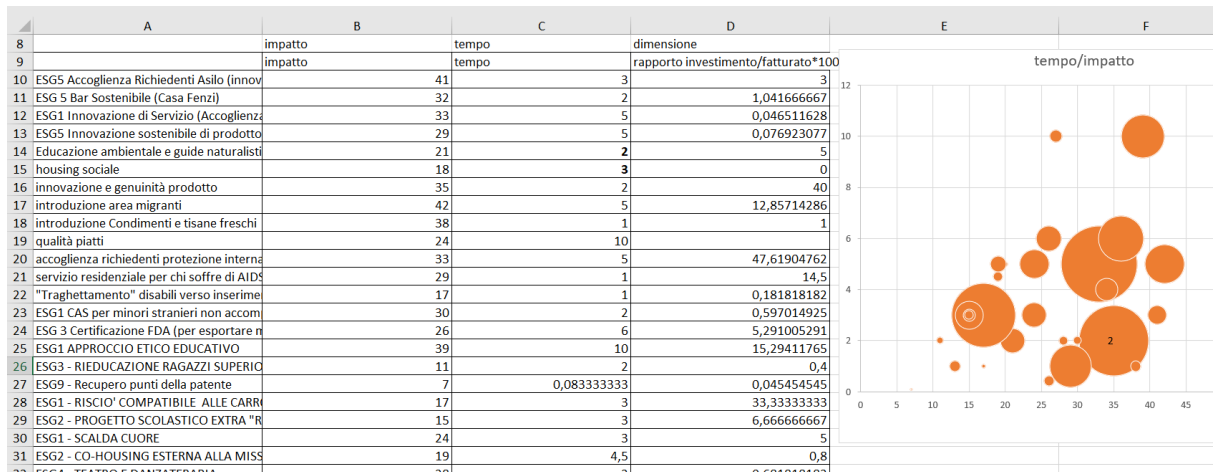 A B C D E F
8 impatto tempo dimensione
9 impatto tempo rapporto investimento/fatturato*100
10 ESG5 Accoglienza Richiedenti Asilo (innov 41 3 3
11 ESG 5 Bar Sostenibile (Casa Fenzi) 32 2 1,041666667
12 ESG1 Innovazione di Servizio (Accoglienza 33 5 0,046511628
13 ESG5 Innovazione sostenibile di prodotto 29 5 0,076923077
14 Educazione ambientale e guide naturalisti 21 2 5
15 housing sociale 18 3 0
16 innovazione e genuinità prodotto 35 2 40
17 introduzione area migranti 42 5 12,85714286
18 introduzione Condimenti e tisane freschi 38 1 1
19 qualità piatti 24 10
20 accoglienza richiedenti protezione interna 33 5 47,61904762
21 servizio residenziale per chi soffre di AIDS 29 1 14,5
22 "Traghettamento" disabili verso inserime 17 1 0,181818182
23 ESG1 CAS per minori stranieri non accom 30 2 0,597014925
24 ESG 3 Certificazione FDA (per esportare n 26 6 5,291005291
25 ESG1 APPROCCIO ETICO EDUCATIVO 39 10 15,29411765
26 ESG3 - RIEDUCAZIONE RAGAZZI SUPERIO 11 2 0,4
27 ESG9 - Recupero punti della patente 7 0,083333333 0,045454545
28 ESG1 - RISCIO' COMPATIBILE ALLE CARR 17 3 33,33333333
29 ESG2 - PROGETTO SCOLASTICO EXTRA "R 15 3 6,666666667
30 ESG1 - SCALDA CUORE 24 3 5
31 ESG2 - CO-HOUSING ESTERNA ALLA MISS 19 4,5 0,8
tempo/impatto
12
10
8
6
4
2
2
0
0 5 10 15 20 25 30 35 40 45